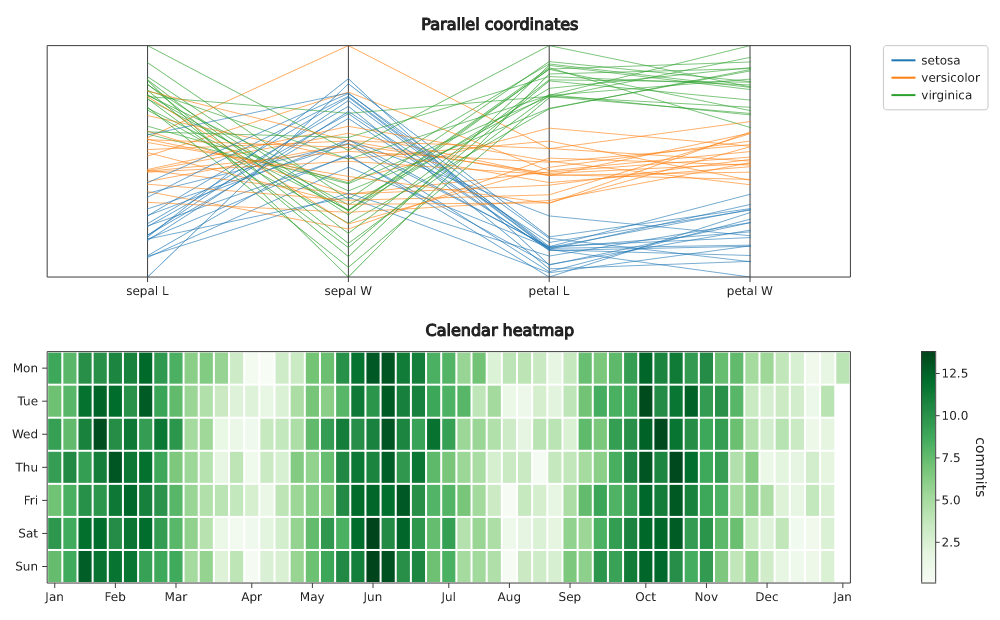 Parallel coordinates
setosa
versicolor
virginica
sepal L
sepal W
petal L
petal W
Calendar heatmap
Mon
Tue
Wed
Thu
Fri
Sat
Sun
Jan
Feb
Mar
Apr
May
Jun
Jul
Aug
Sep
Oct
Nov
Dec
Jan
12.5
10.0
7.5
5.0
2.5
commits